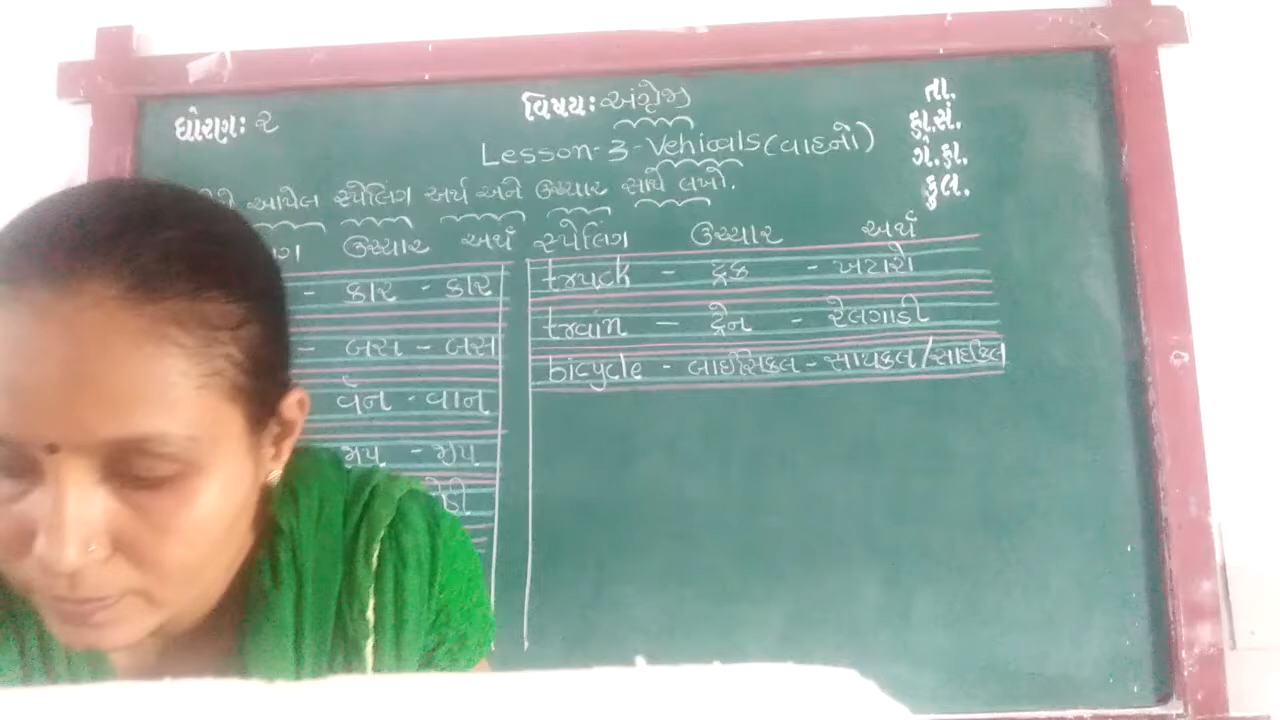 ધોરણઃ ૨
વિષયઃ અંગ્રેજી
તા.
Lesson-3-Vehicals (વાહનો)
હા.સં.
ગે.હા.
કુલ.
આપેલ સ્પેલિંગ અર્થ અને ઉચ્ચાર સાથે લખો.
ઉચ્ચાર અર્થ
- કાર - કાર
- બસ - બસ
વૅન - વાન
- જીપ
સ્પેલિંગ ઉચ્ચાર અર્થ
truck - ટ્રક - ખટારો
train - ટ્રેન - રેલગાડી
bicycle - બાઈસિકલ - સાયકલ/સાઈકિલ